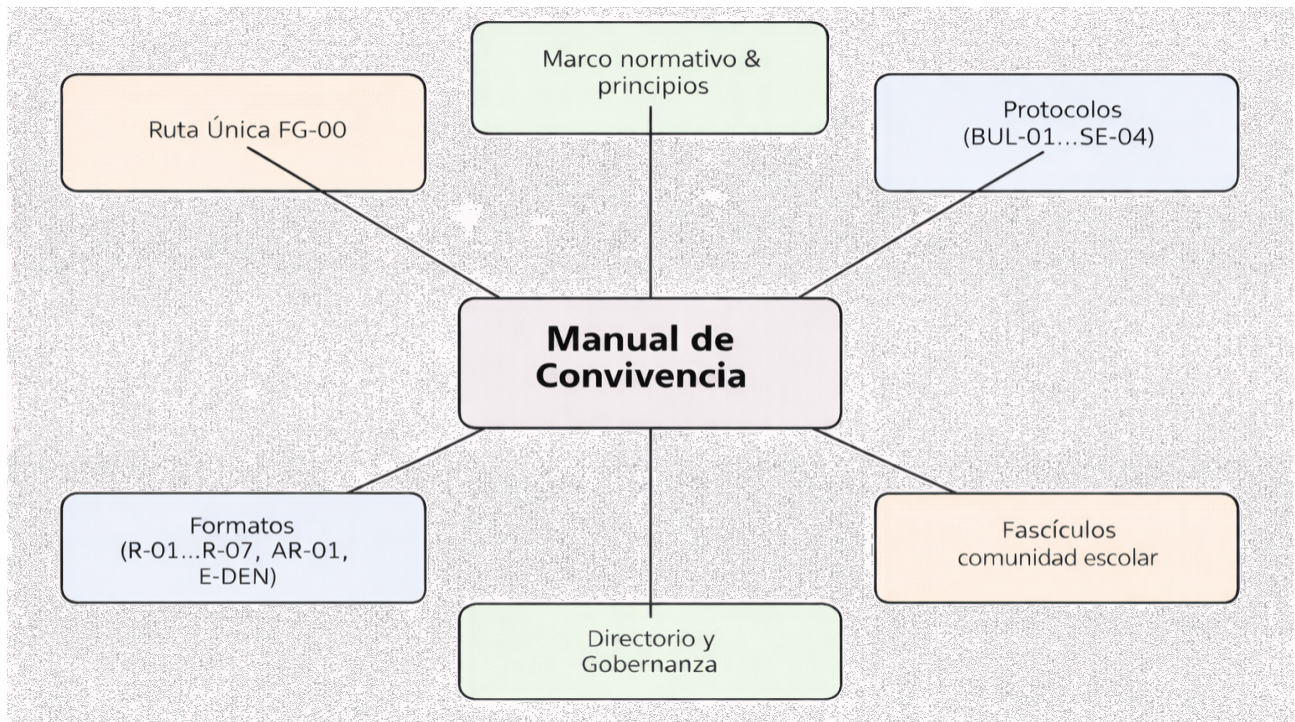 Marco normativo &
principios
Ruta Única FG-00
Protocolos
(BUL-01...SE-04)
Manual de
Convivencia
Formatos
(R-01...R-07, AR-01,
E-DEN)
Fascículos
comunidad escolar
Directorio y
Gobernanza